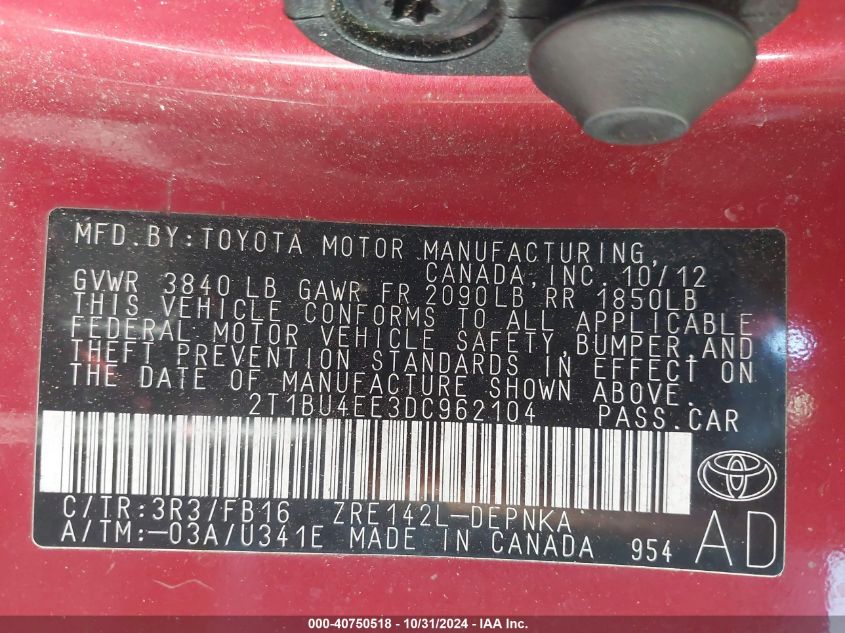 MFD.BY:TOYOTA MOTOR MANUFACTURING,
CANADA,INC. 10/12
GVWR 3840 LB GAWR FR 2090LB RR 1850LB
THIS VEHICLE CONFORMS TO ALL APPLICABLE
FEDERAL MOTOR VEHICLE SAFETY,BUMPER,AND
THEFT PREVENTION STANDARDS IN EFFECT ON
THE DATE OF MANUFACTURE SHOWN ABOVE.
2T1BU4EE3DC962104 PASS.CAR
C/TR:3R3/FB16 ZRE142L-DEPNKA
A/TM:-03A/U341E MADE IN CANADA 954 AD
000-40750518 - 10/31/2024 - IAA Inc.